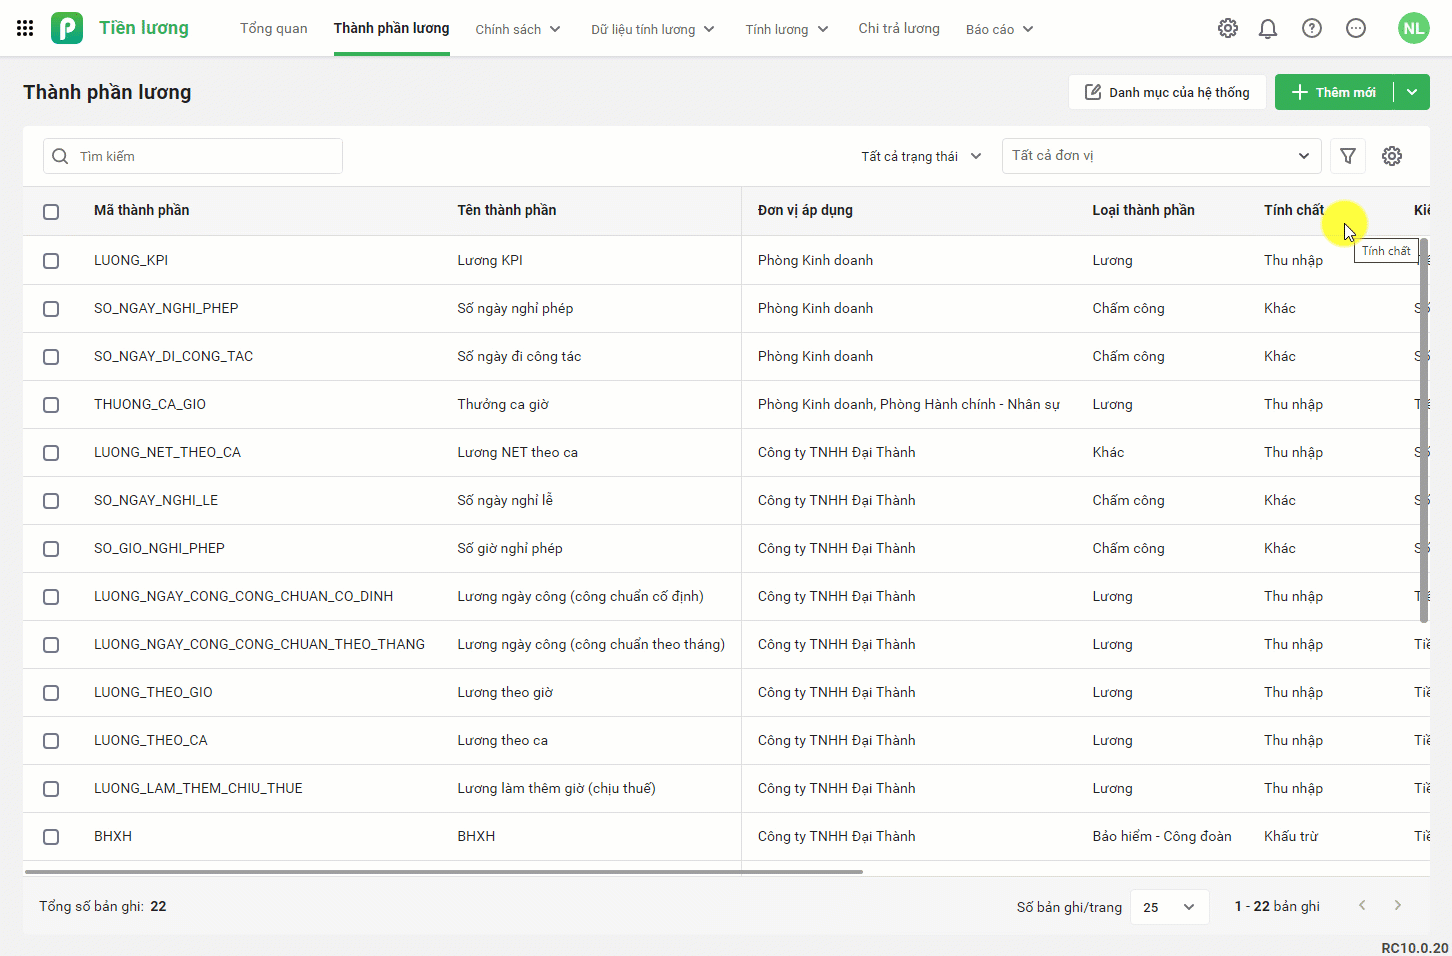 Tiền lương Tổng quan Thành phần lương Chính sách Dữ liệu tính lương Tính lương Chi trả lương Báo cáo NL
Thành phần lương Danh mục của hệ thống Thêm mới
Tìm kiếm Tất cả trạng thái Tất cả đơn vị
Mã thành phần Tên thành phần Đơn vị áp dụng Loại thành phần Tính chất
Tính chất
LUONG_KPI Lương KPI Phòng Kinh doanh Lương Thu nhập
SO_NGAY_NGHI_PHEP Số ngày nghỉ phép Phòng Kinh doanh Chấm công Khác
SO_NGAY_DI_CONG_TAC Số ngày đi công tác Phòng Kinh doanh Chấm công Khác
THUONG_CA_GIO Thưởng ca giờ Phòng Kinh doanh, Phòng Hành chính - Nhân sự Lương Thu nhập
LUONG_NET_THEO_CA Lương NET theo ca Công ty TNHH Đại Thành Khác Thu nhập
SO_NGAY_NGHI_LE Số ngày nghỉ lễ Công ty TNHH Đại Thành Chấm công Khác
SO_GIO_NGHI_PHEP Số giờ nghỉ phép Công ty TNHH Đại Thành Chấm công Khác
LUONG_NGAY_CONG_CONG_CHUAN_CO_DINH Lương ngày công (công chuẩn cố định) Công ty TNHH Đại Thành Lương Thu nhập
LUONG_NGAY_CONG_CONG_CHUAN_THEO_THANG Lương ngày công (công chuẩn theo tháng) Công ty TNHH Đại Thành Lương Thu nhập
LUONG_THEO_GIO Lương theo giờ Công ty TNHH Đại Thành Lương Thu nhập
LUONG_THEO_CA Lương theo ca Công ty TNHH Đại Thành Lương Thu nhập
LUONG_LAM_THEM_CHIU_THUE Lương làm thêm giờ (chịu thuế) Công ty TNHH Đại Thành Lương Thu nhập
BHXH BHXH Công ty TNHH Đại Thành Bảo hiểm - Công đoàn Khấu trừ
Tổng số bản ghi: 22 Số bản ghi/trang 25 1 - 22 bản ghi
RC10.0.20